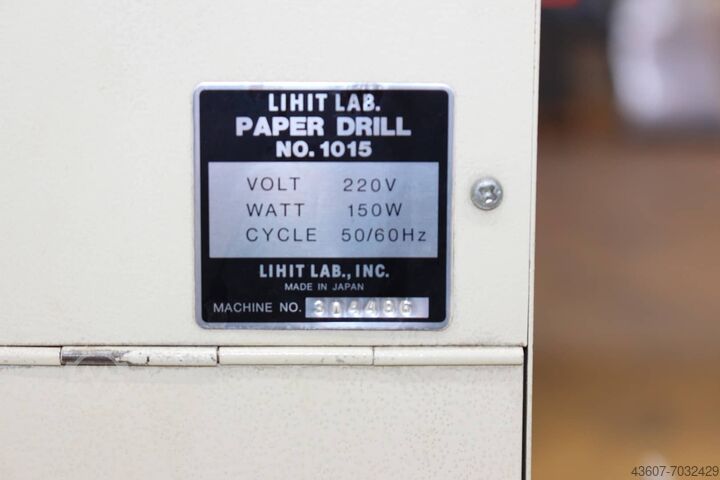 LIHIT LAB.
PAPER DRILL
NO. 1015
VOLT 220V
WATT 150W
CYCLE 50/60Hz
LIHIT LAB., INC.
MADE IN JAPAN
MACHINE NO. 304486
43607-7032429